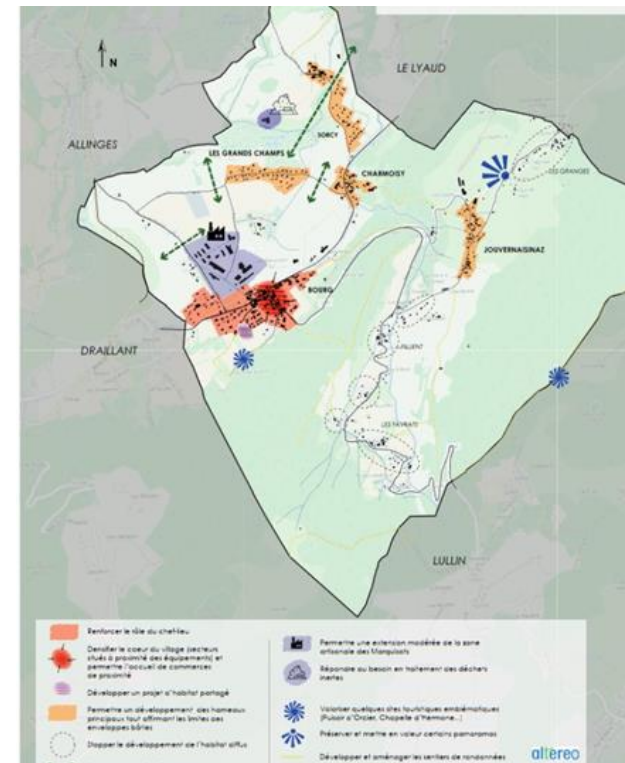 N
LE LYAUD
ALLINGES
SORCY
LES GRANDS CHAMPS
CHARMOISY
LES GRANGES
JOUVERNAISINAZ
BOURG
DRAILLANT
LULLIN
Renforcer le rôle du chef-lieu
Densifier le coeur du village (secteurs
situés à proximité des équipements) et
permettre l'accueil de commerces
de proximité
Développer un projet d'habitat partagé
Permettre un développement des hameaux
principaux tout affirmant les limites des
enveloppes bâties
Stopper le développement de l'habitat diffus
Permettre une extension modérée de la zone
artisanale des Marquisats
Répondre au besoin en traitement des déchets
inertes
Valoriser quelques sites touristiques emblématiques
(Pulsoir d'Orcier, Chapelle d'Hermone...)
Préserver et mettre en valeur certains panoramas
Développer et aménager les sentiers de randonnées
altereo